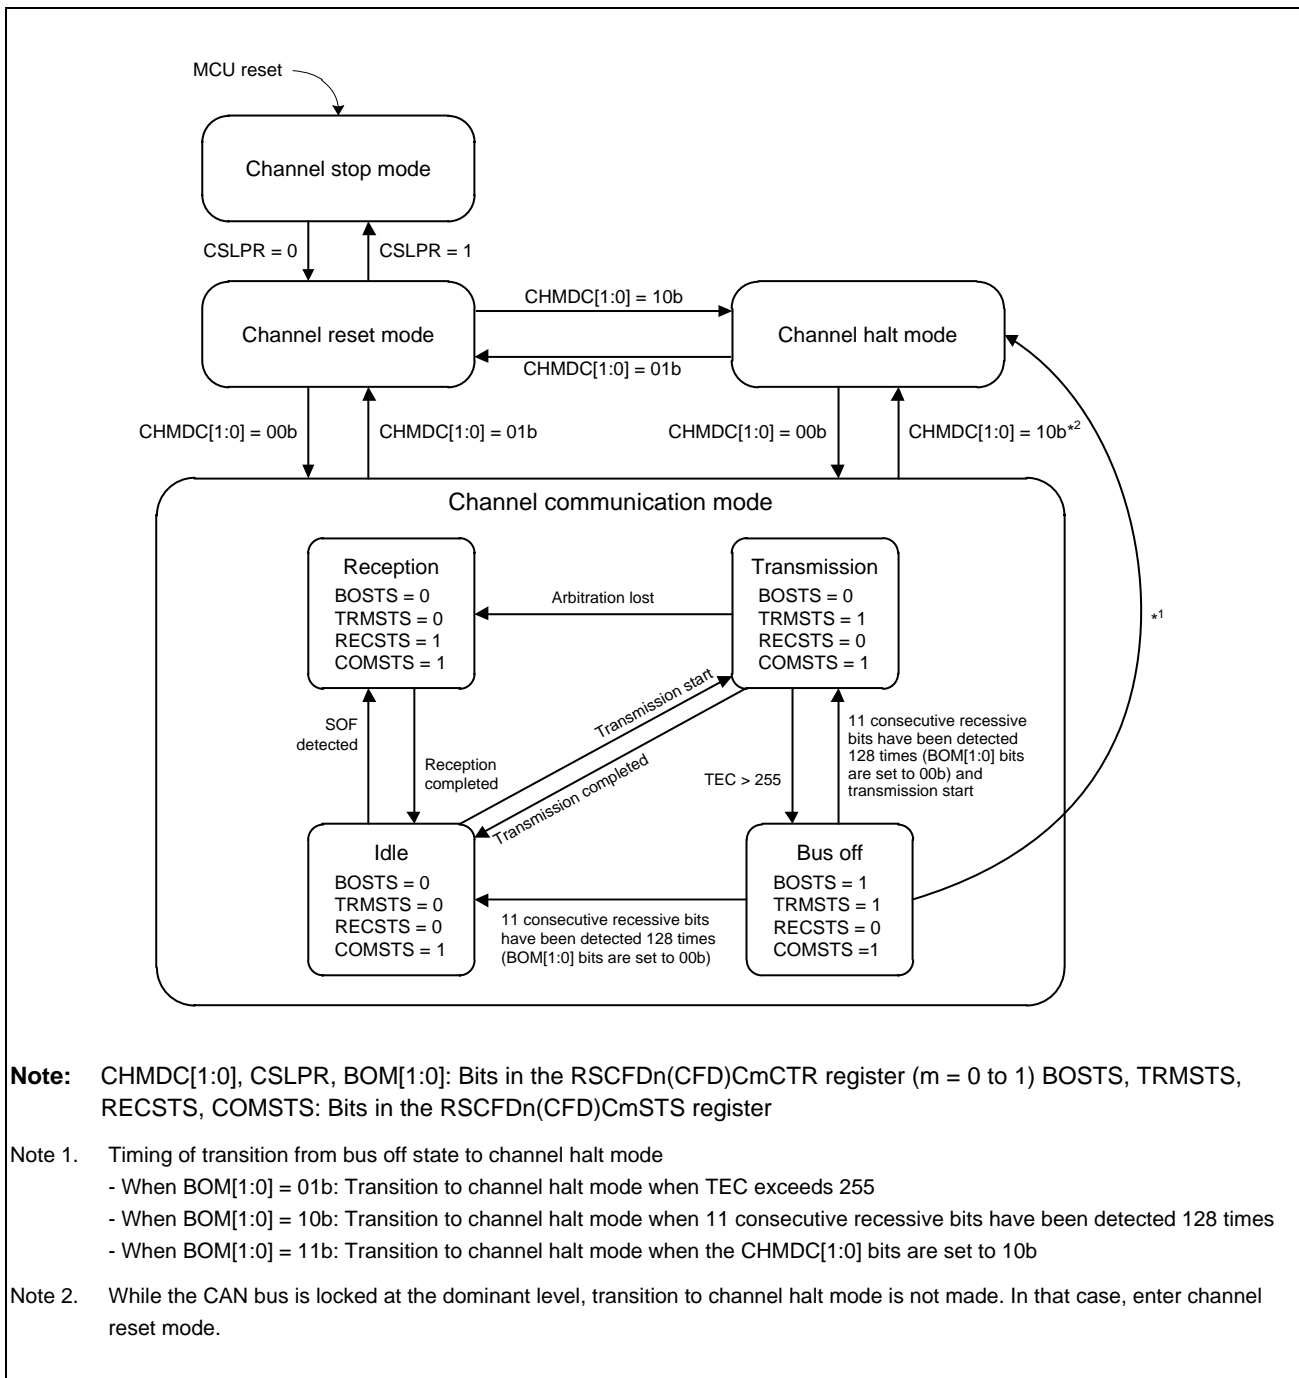 MCU reset
Channel stop mode
CSLPR = 0
CSLPR = 1
CHMDC[1:0] = 10b
Channel reset mode
Channel halt mode
CHMDC[1:0] = 01b
CHMDC[1:0] = 00b
CHMDC[1:0] = 01b
CHMDC[1:0] = 00b
CHMDC[1:0] = 10b*2
Channel communication mode
Reception
BOSTS = 0
TRMSTS = 0
RECSTS = 1
COMSTS = 1
Arbitration lost
Transmission
BOSTS = 0
TRMSTS = 1
RECSTS = 0
COMSTS = 1
*1
SOF
detected
Reception
completed
Transmission start
Transmission completed
TEC > 255
11 consecutive recessive
bits have been detected
128 times (BOM[1:0] bits
are set to 00b) and
transmission start
Idle
BOSTS = 0
TRMSTS = 0
RECSTS = 0
COMSTS = 1
11 consecutive recessive bits
have been detected 128 times
(BOM[1:0] bits are set to 00b)
Bus off
BOSTS = 1
TRMSTS = 1
RECSTS = 0
COMSTS =1
Note: CHMDC[1:0], CSLPR, BOM[1:0]: Bits in the RSCFDn(CFD)CmCTR register (m = 0 to 1) BOSTS, TRMSTS,
RECSTS, COMSTS: Bits in the RSCFDn(CFD)CmSTS register
Note 1. Timing of transition from bus off state to channel halt mode
- When BOM[1:0] = 01b: Transition to channel halt mode when TEC exceeds 255
- When BOM[1:0] = 10b: Transition to channel halt mode when 11 consecutive recessive bits have been detected 128 times
- When BOM[1:0] = 11b: Transition to channel halt mode when the CHMDC[1:0] bits are set to 10b
Note 2. While the CAN bus is locked at the dominant level, transition to channel halt mode is not made. In that case, enter channel
reset mode.